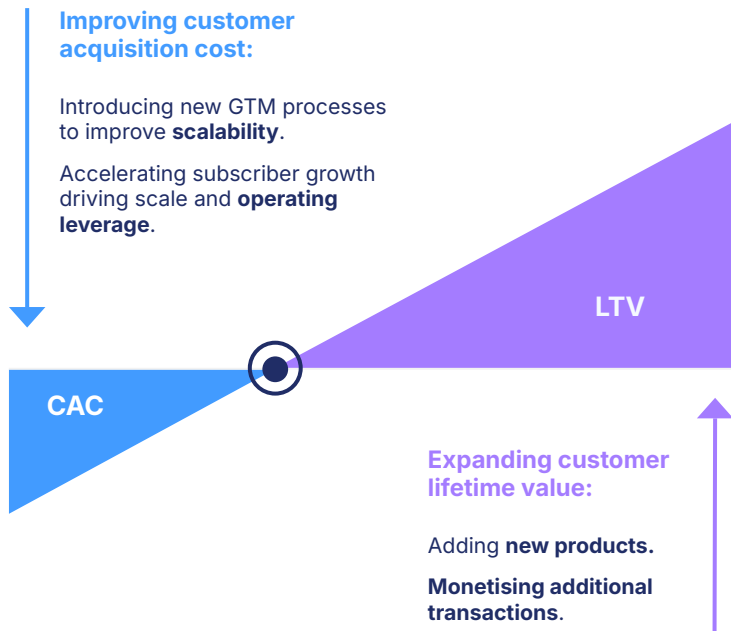 Improving customer
acquisition cost:
Introducing new GTM processes
to improve scalability.
Accelerating subscriber growth
driving scale and operating
leverage.
LTV
CAC
Expanding customer
lifetime value:
Adding new products.
Monetising additional
transactions.